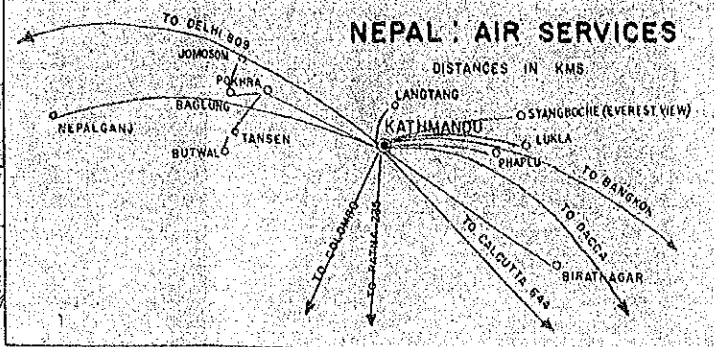 NEPAL : AIR SERVICES
DISTANCES IN KMS
TO DELHI 809
JOMOSOM
POKHRA
BAGLUNG
NEPALGANJ
TANSEN
BUTWAL
LANGTANG
KATHMANDU
SYANGBOCHE (EVEREST VIEW)
LUKLA
PHAPLU
TO BANGKOK
TO DACCA
TO COLOMBO
TO PATNA 235
TO CALCUTTA 644
BIRATNAGAR